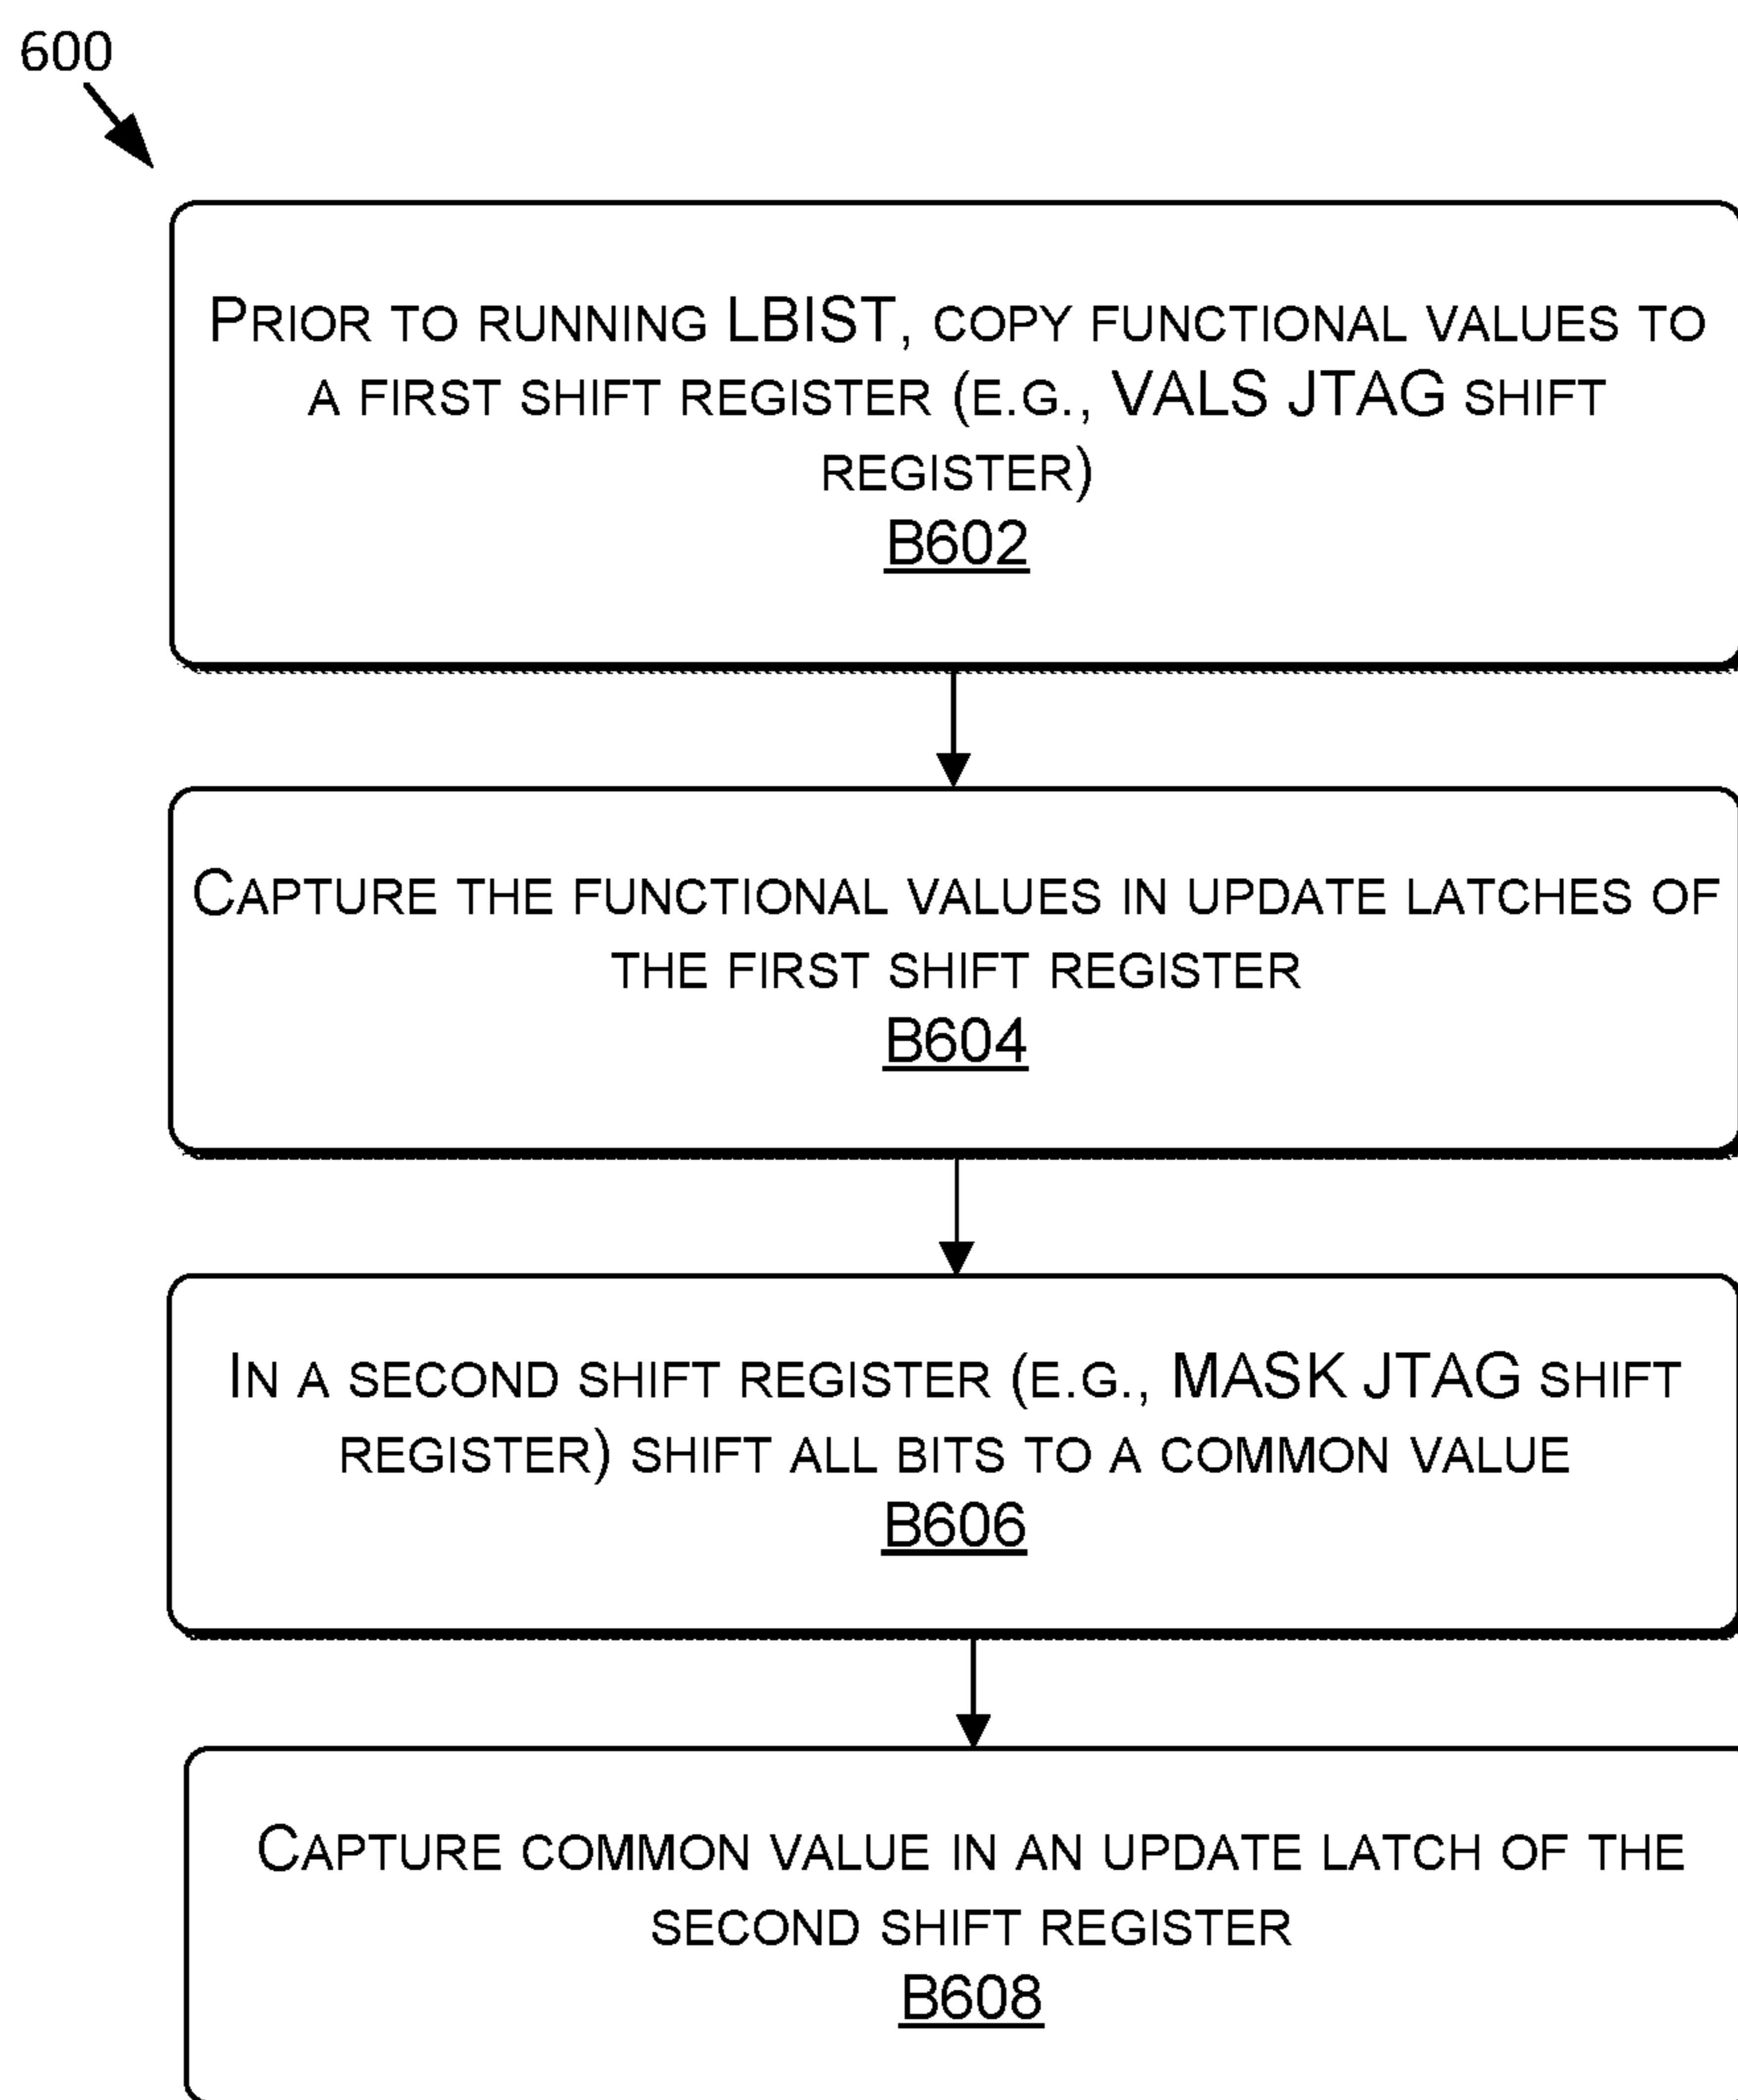 600
PRIOR TO RUNNING LBIST, COPY FUNCTIONAL VALUES TO
A FIRST SHIFT REGISTER (E.G., VALS JTAG SHIFT
REGISTER)
B602
CAPTURE THE FUNCTIONAL VALUES IN UPDATE LATCHES OF
THE FIRST SHIFT REGISTER
B604
IN A SECOND SHIFT REGISTER (E.G., MASK JTAG SHIFT
REGISTER) SHIFT ALL BITS TO A COMMON VALUE
B606
CAPTURE COMMON VALUE IN AN UPDATE LATCH OF THE
SECOND SHIFT REGISTER
B608